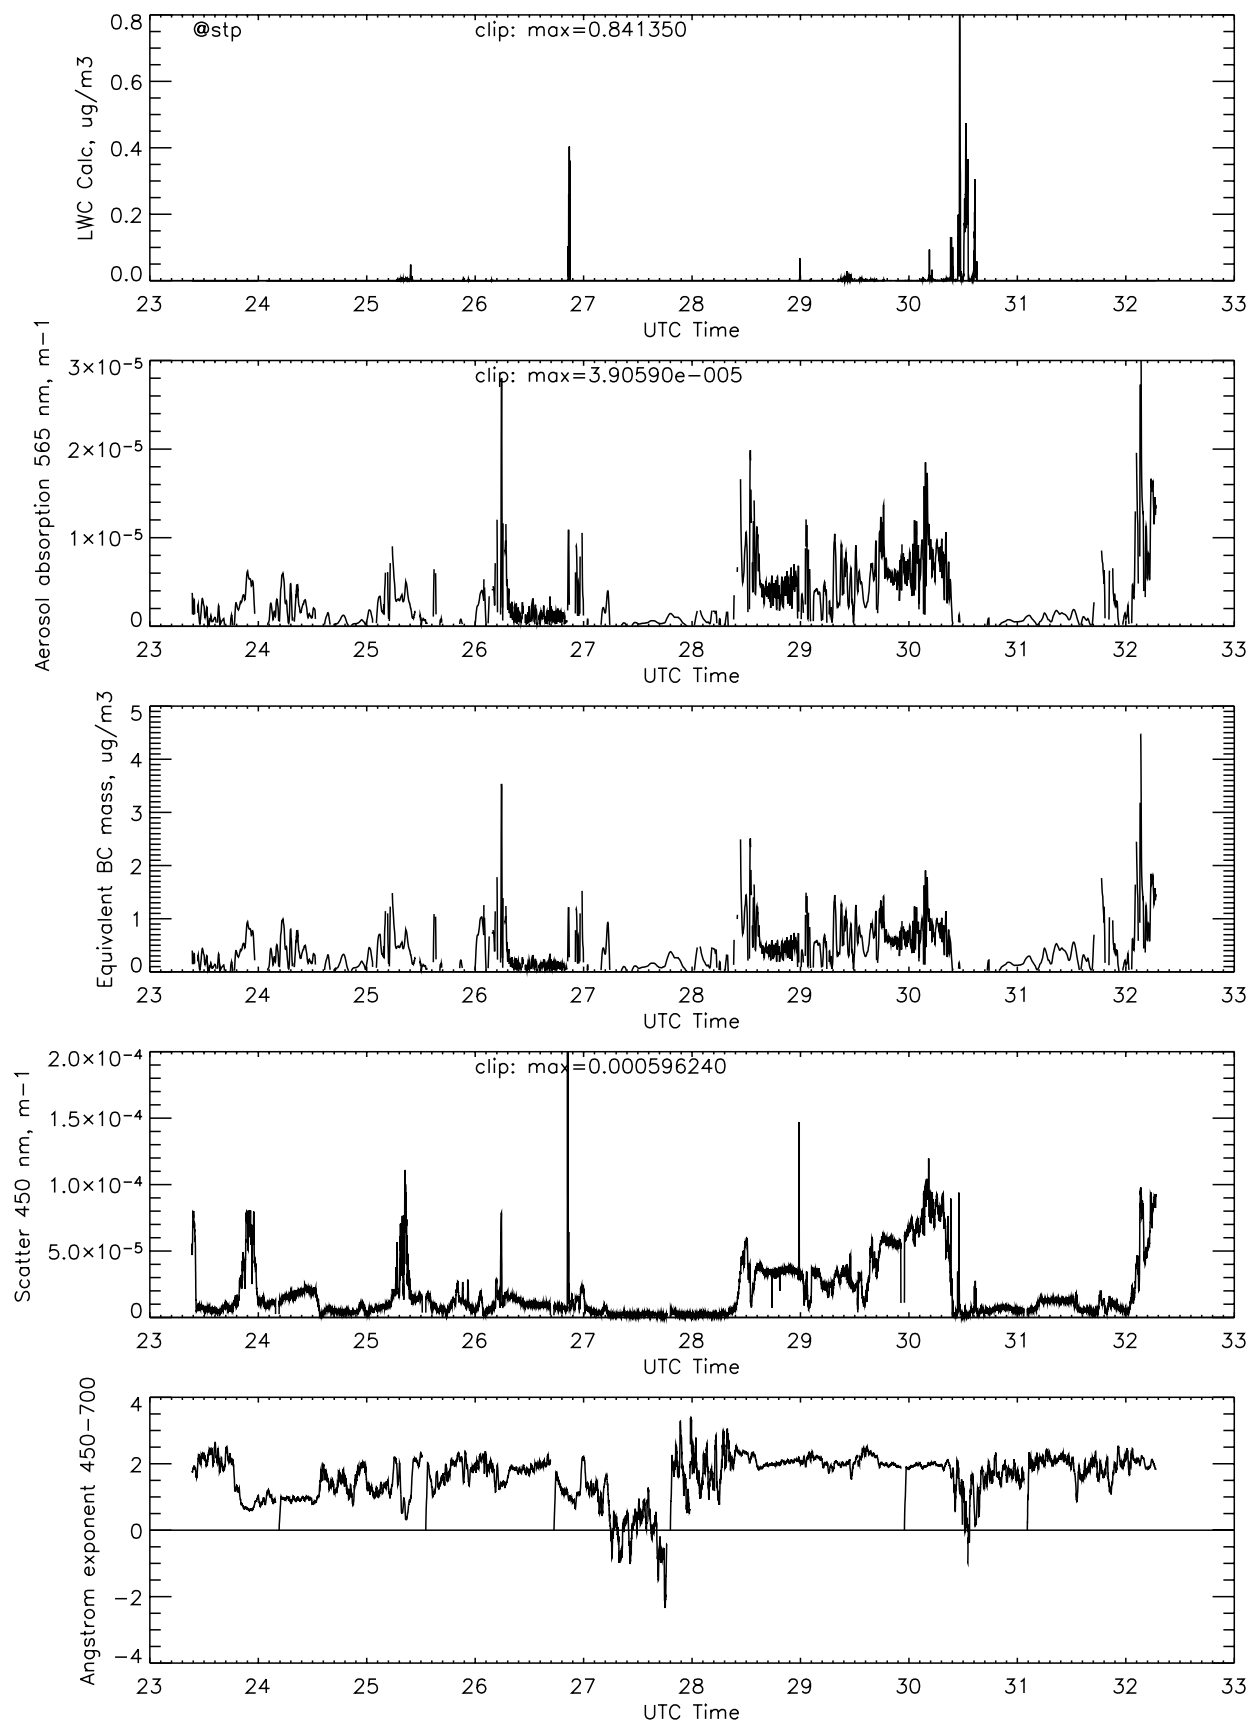 @stp clip: max=0.841350
LWC Calc, ug/m3
0.8
0.6
0.4
0.2
0.0
23 24 25 26 27 28 29 30 31 32 33
UTC Time
clip: max=3.90590e-005
Aerosol absorption 565 nm, m-1
3×10⁻⁵
2×10⁻⁵
1×10⁻⁵
0
23 24 25 26 27 28 29 30 31 32 33
UTC Time
Equivalent BC mass, ug/m3
5
4
3
2
1
0
23 24 25 26 27 28 29 30 31 32 33
UTC Time
clip: max=0.000596240
Scatter 450 nm, m-1
2.0×10⁻⁴
1.5×10⁻⁴
1.0×10⁻⁴
5.0×10⁻⁵
0
23 24 25 26 27 28 29 30 31 32 33
UTC Time
Angstrom exponent 450-700
4
2
0
-2
-4
23 24 25 26 27 28 29 30 31 32 33
UTC Time